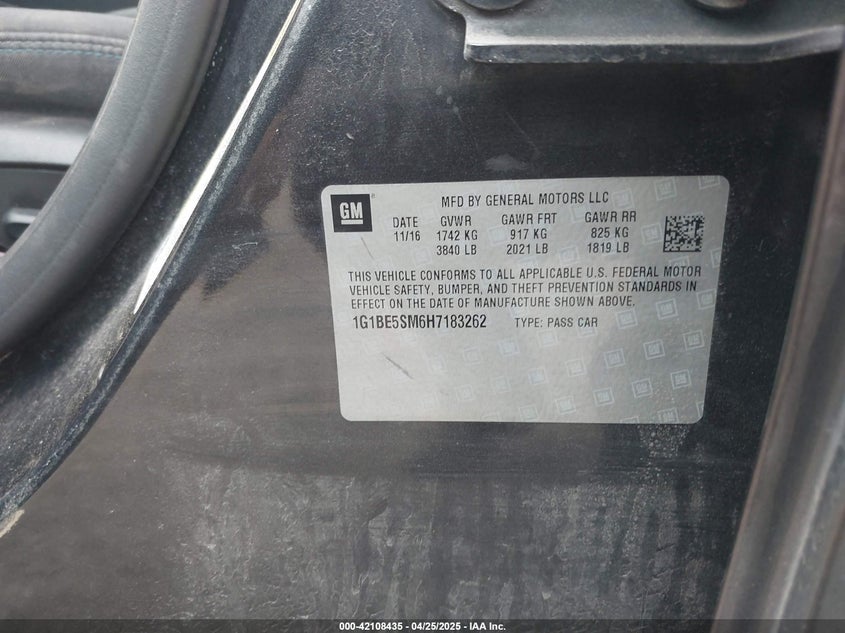 GM
MFD BY GENERAL MOTORS LLC
DATE GVWR GAWR FRT GAWR RR
11/16 1742 KG 917 KG 825 KG
3840 LB 2021 LB 1819 LB
THIS VEHICLE CONFORMS TO ALL APPLICABLE U.S. FEDERAL MOTOR
VEHICLE SAFETY, BUMPER, AND THEFT PREVENTION STANDARDS IN
EFFECT ON THE DATE OF MANUFACTURE SHOWN ABOVE.
1G1BE5SM6H7183262 TYPE: PASS CAR
000-42108435 - 04/25/2025 - IAA Inc.